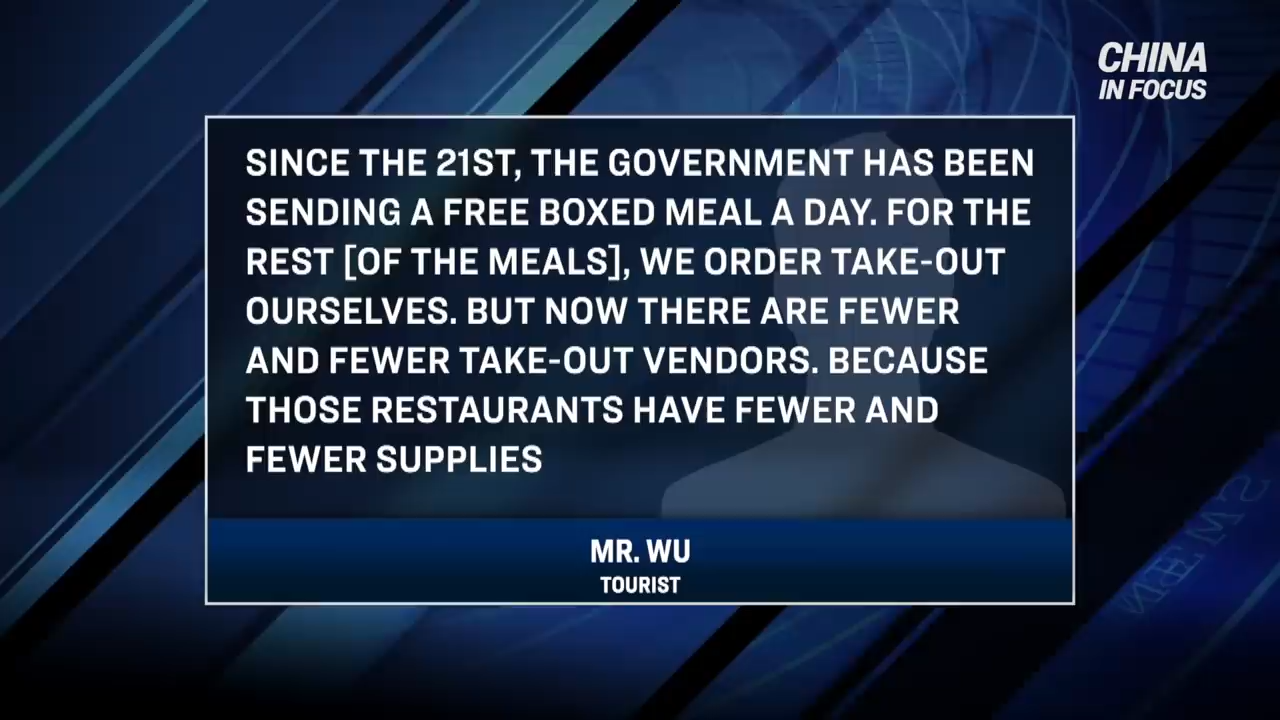 CHINA
IN FOCUS
SINCE THE 21ST, THE GOVERNMENT HAS BEEN
SENDING A FREE BOXED MEAL A DAY. FOR THE
REST [OF THE MEALS], WE ORDER TAKE-OUT
OURSELVES. BUT NOW THERE ARE FEWER
AND FEWER TAKE-OUT VENDORS. BECAUSE
THOSE RESTAURANTS HAVE FEWER AND
FEWER SUPPLIES
MR. WU
TOURIST